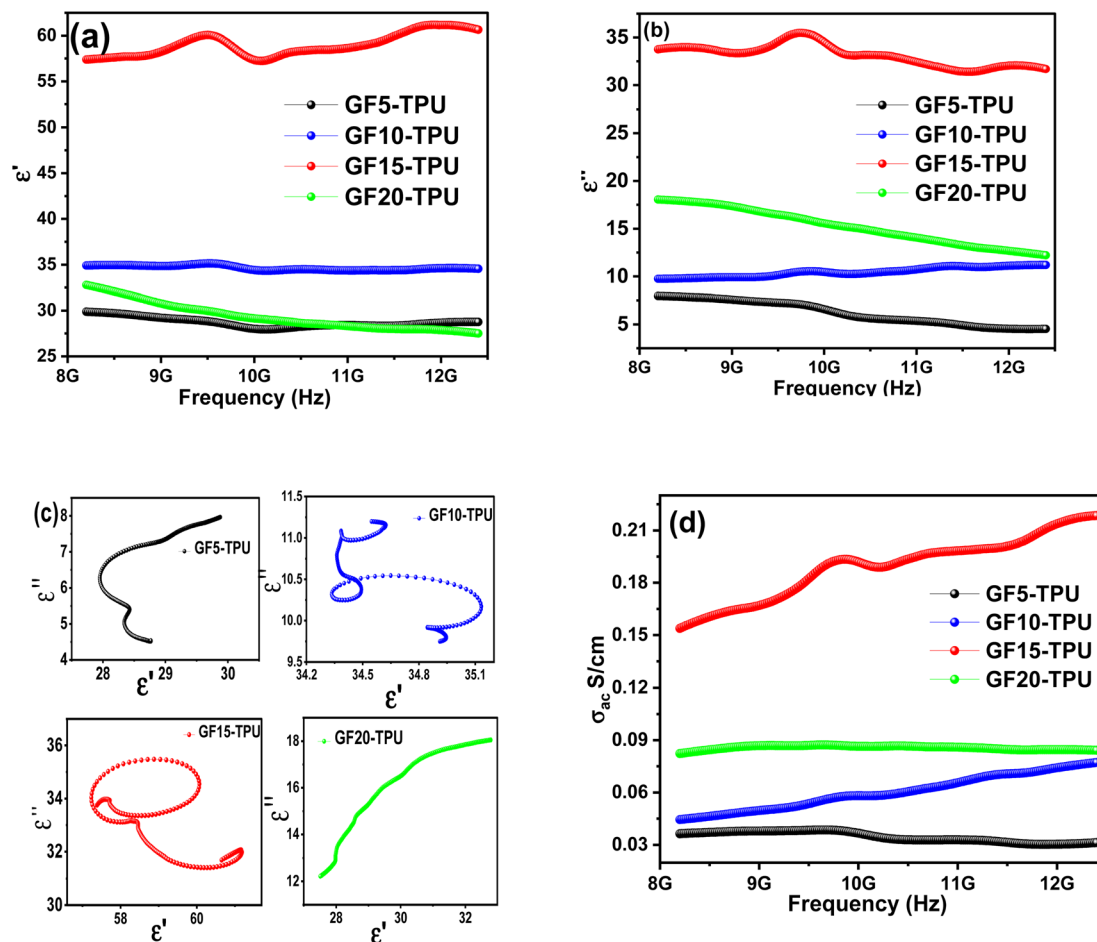 (a)
60
55
50
45
40
35
30
25
ε'
GF5-TPU
GF10-TPU
GF15-TPU
GF20-TPU
8G 9G 10G 11G 12G
Frequency (Hz)
(b)
35
30
25
20
15
10
5
ε''
GF5-TPU
GF10-TPU
GF15-TPU
GF20-TPU
8G 9G 10G 11G 12G
Frequency (Hz)
(c)
8
7
6
5
4
ε''
GF5-TPU
28 29 30
ε'
11.5
11.0
10.5
10.0
9.5
ε''
GF10-TPU
34.2 34.5 34.8 35.1
ε'
36
34
32
30
ε''
GF15-TPU
58 60
ε'
18
16
14
12
ε''
GF20-TPU
28 30 32
ε'
(d)
0.21
0.18
0.15
0.12
0.09
0.06
0.03
σac S/cm
GF5-TPU
GF10-TPU
GF15-TPU
GF20-TPU
8G 9G 10G 11G 12G
Frequency (Hz)